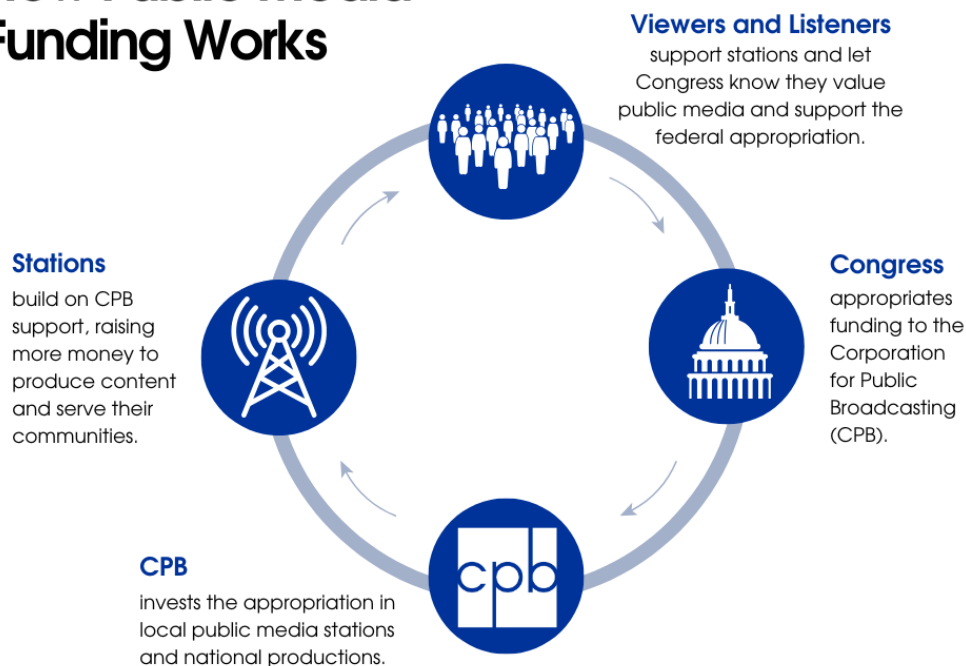 How Public Media
Funding Works
Viewers and Listeners
support stations and let
Congress know they value
public media and support the
federal appropriation.
Stations
build on CPB
support, raising
more money to
produce content
and serve their
communities.
Congress
appropriates
funding to the
Corporation
for Public
Broadcasting
(CPB).
cpb
CPB
invests the appropriation in
local public media stations
and national productions.